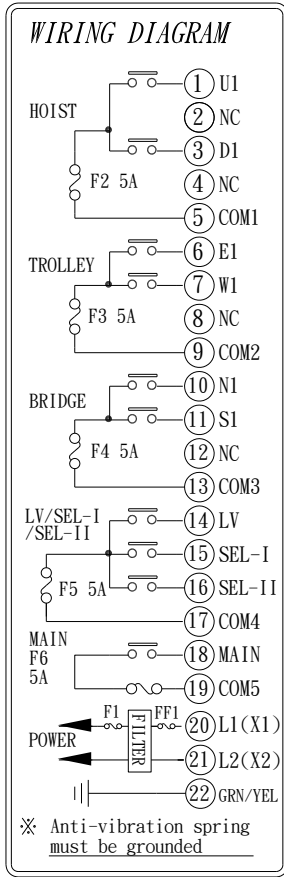 WIRING DIAGRAM
1 U1
HOIST
2 NC
3 D1
F2 5A
4 NC
5 COM1
6 E1
TROLLEY
7 W1
F3 5A
8 NC
9 COM2
10 N1
BRIDGE
11 S1
F4 5A
12 NC
13 COM3
LV/SEL-I
/SEL-II
14 LV
15 SEL-I
F5 5A
16 SEL-II
17 COM4
MAIN
F6
5A
18 MAIN
19 COM5
POWER
F1
FILTER
FF1
20 L1(X1)
21 L2(X2)
22 GRN/YEL
※ Anti-vibration spring
must be grounded